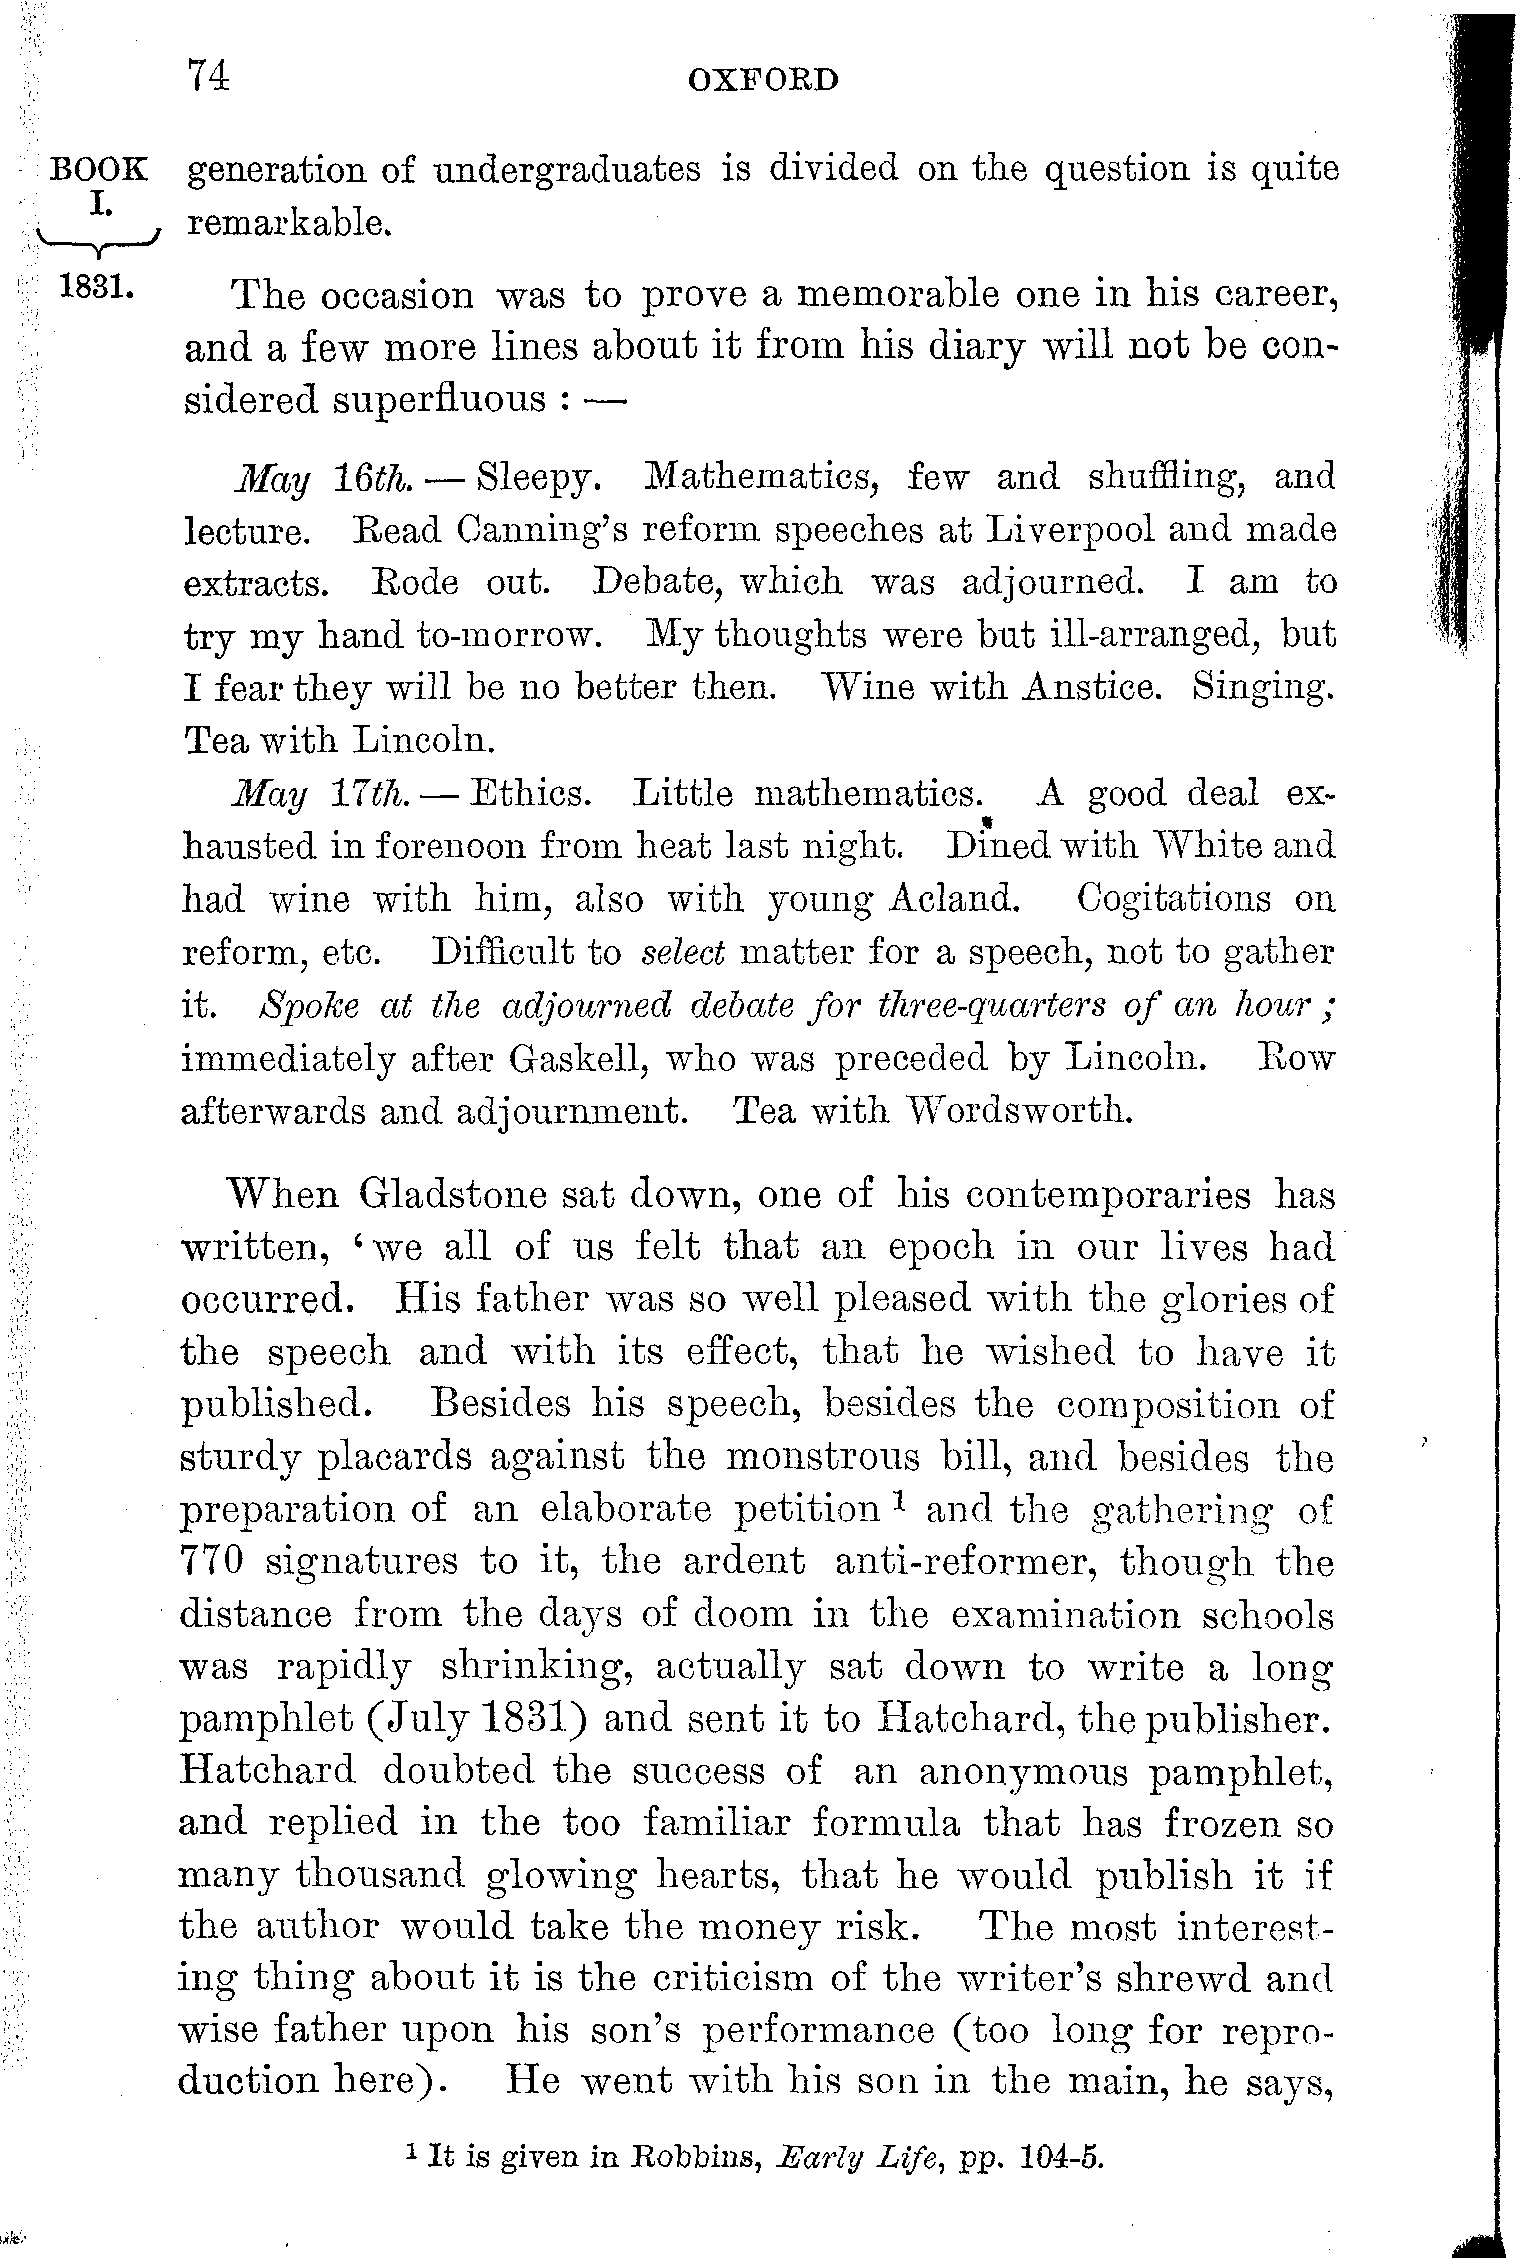 74
OXFORD
BOOK
I.
1831.
generation of undergraduates is divided on the question is quite
remarkable.
The occasion was to prove a memorable one in his career,
and a few more lines about it from his diary will not be con-
sidered superfluous : —
May 16th. — Sleepy. Mathematics, few and shuffling, and
lecture. Read Canning's reform speeches at Liverpool and made
extracts. Rode out. Debate, which was adjourned. I am to
try my hand to-morrow. My thoughts were but ill-arranged, but
I fear they will be no better then. Wine with Anstice. Singing.
Tea with Lincoln.
May 17th. — Ethics. Little mathematics. A good deal ex-
hausted in forenoon from heat last night. Dined with White and
had wine with him, also with young Acland. Cogitations on
reform, etc. Difficult to select matter for a speech, not to gather
it. Spoke at the adjourned debate for three-quarters of an hour ;
immediately after Gaskell, who was preceded by Lincoln. Row
afterwards and adjournment. Tea with Wordsworth.
When Gladstone sat down, one of his contemporaries has
written, ‘we all of us felt that an epoch in our lives had
occurred. His father was so well pleased with the glories of
the speech and with its effect, that he wished to have it
published. Besides his speech, besides the composition of
sturdy placards against the monstrous bill, and besides the
preparation of an elaborate petition ¹ and the gathering of
770 signatures to it, the ardent anti-reformer, though the
distance from the days of doom in the examination schools
was rapidly shrinking, actually sat down to write a long
pamphlet (July 1831) and sent it to Hatchard, the publisher.
Hatchard doubted the success of an anonymous pamphlet,
and replied in the too familiar formula that has frozen so
many thousand glowing hearts, that he would publish it if
the author would take the money risk. The most interest-
ing thing about it is the criticism of the writer's shrewd and
wise father upon his son's performance (too long for repro-
duction here). He went with his son in the main, he says,
¹ It is given in Robbins, Early Life, pp. 104-5.